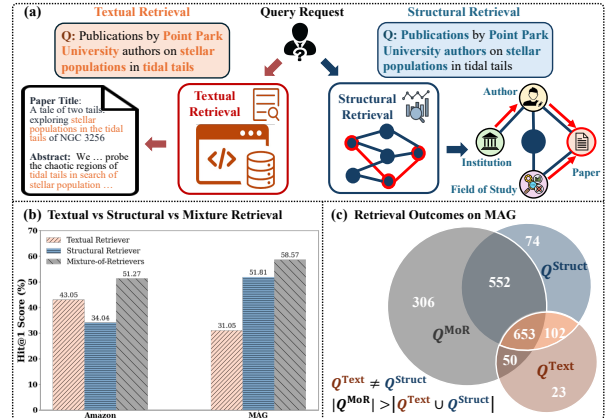 (a)
Textual Retrieval
Query Request
Structural Retrieval
Q: Publications by Point Park
University authors on stellar
populations in tidal tails
Q: Publications by Point Park
University authors on stellar
populations in tidal tails
Paper Title:
A tale of two tails:
exploring stellar
populations in the tidal
tails of NGC 3256
Abstract: We … probe
the chaotic regions of
tidal tails in search of
stellar population …
Textual
Retrieval
Structural
Retrieval
Author
Institution
Paper
Field of Study
(b) Textual vs Structural vs Mixture Retrieval
Hit@1 Score (%)
70
60
50
40
30
20
10
0
Textual Retriever
Structural Retriever
Mixture-of-Retrievers
43.05
34.04
51.27
31.05
51.81
58.57
Amazon
MAG
(c) Retrieval Outcomes on MAG
74
552
Q^Struct
306
Q^MoR
653
102
50
Q^Text
23
Q^Text ≠ Q^Struct
|Q^MoR| >|Q^Text ∪ Q^Struct|